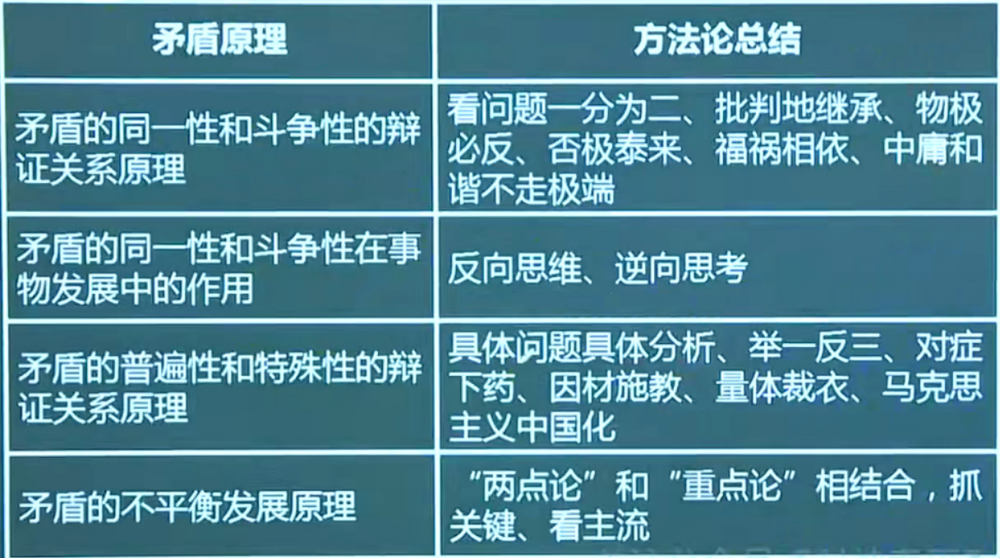 矛盾原理
方法论总结
矛盾的同一性和斗争性的辩
证关系原理
看问题一分为二、批判地继承、物极
必反、否极泰来、福祸相依、中庸和
谐不走极端
矛盾的同一性和斗争性在事
物发展中的作用
反向思维、逆向思考
矛盾的普遍性和特殊性的辩
证关系原理
具体问题具体分析、举一反三、对症
下药、因材施教、量体裁衣、马克思
主义中国化
矛盾的不平衡发展原理
“两点论”和“重点论”相结合，抓
关键、看主流